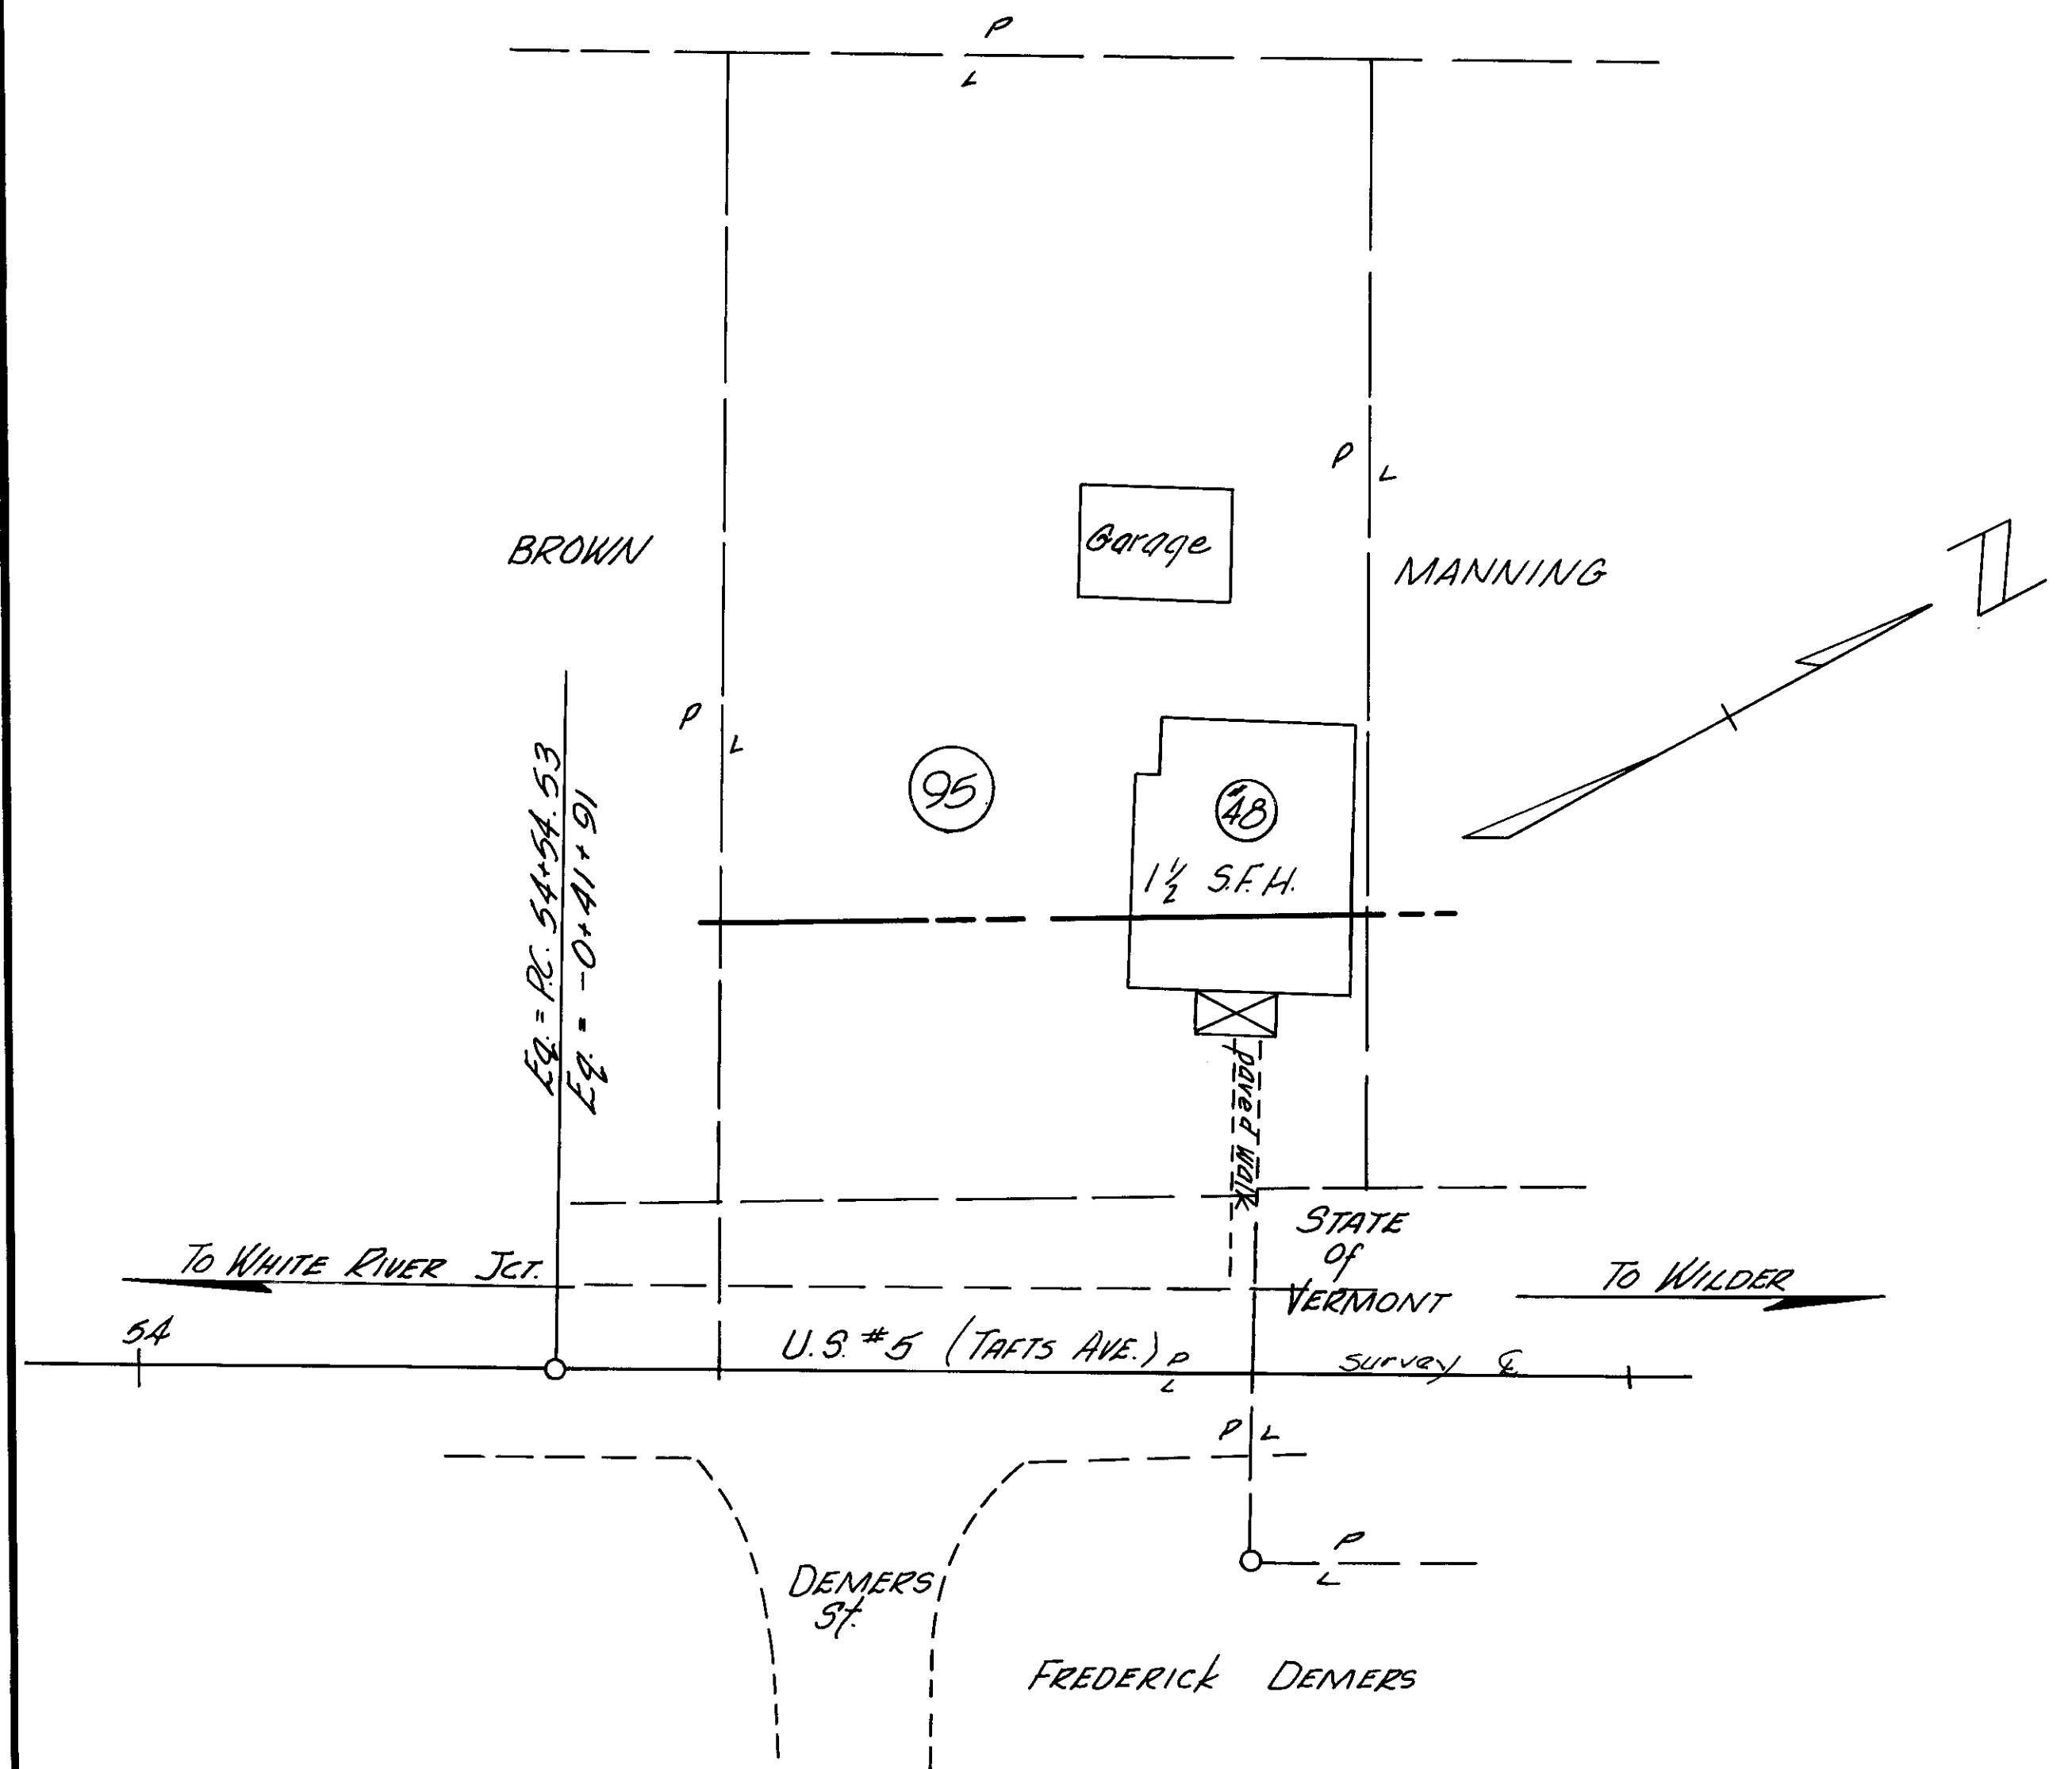 P
L
P
L
Garage
BROWN
MANNING
N
P
L
95
#48
1½ S.F.H.
Eq. = P.C. 54+54.53
Eq. = -0+41+91
paved Walk
STATE
of
VERMONT
TO WHITE RIVER JCT.
TO WILDER
54
U.S. #5 (TAFTS AVE.)
P
L
Survey ℄
P L
P
L
DEMERS
St.
FREDERICK DEMERS